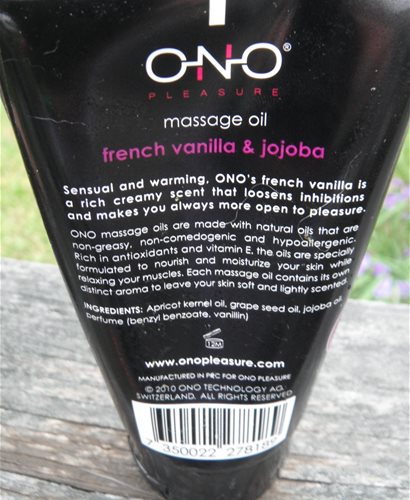 ONO®
PLEASURE
massage oil
french vanilla & jojoba
Sensual and warming, ONO's french vanilla is
a rich creamy scent that loosens inhibitions
and makes you always more open to pleasure.
ONO massage oils are made with natural oils that are
non-greasy, non-comedogenic and hypoallergenic.
Rich in antioxidants and vitamin E, the oils are specially
formulated to nourish and moisturize your skin while
relaxing your muscles. Each massage oil contains its own
distinct aroma to leave your skin soft and lightly scented.
INGREDIENTS: Apricot kernel oil, grape seed oil, jojoba oil,
perfume (benzyl benzoate, vanillin)
12M
www.onopleasure.com
MANUFACTURED IN PRC FOR ONO PLEASURE
© 2010 ONO TECHNOLOGY AG,
SWITZERLAND. ALL RIGHTS RESERVED
7 350022 278189